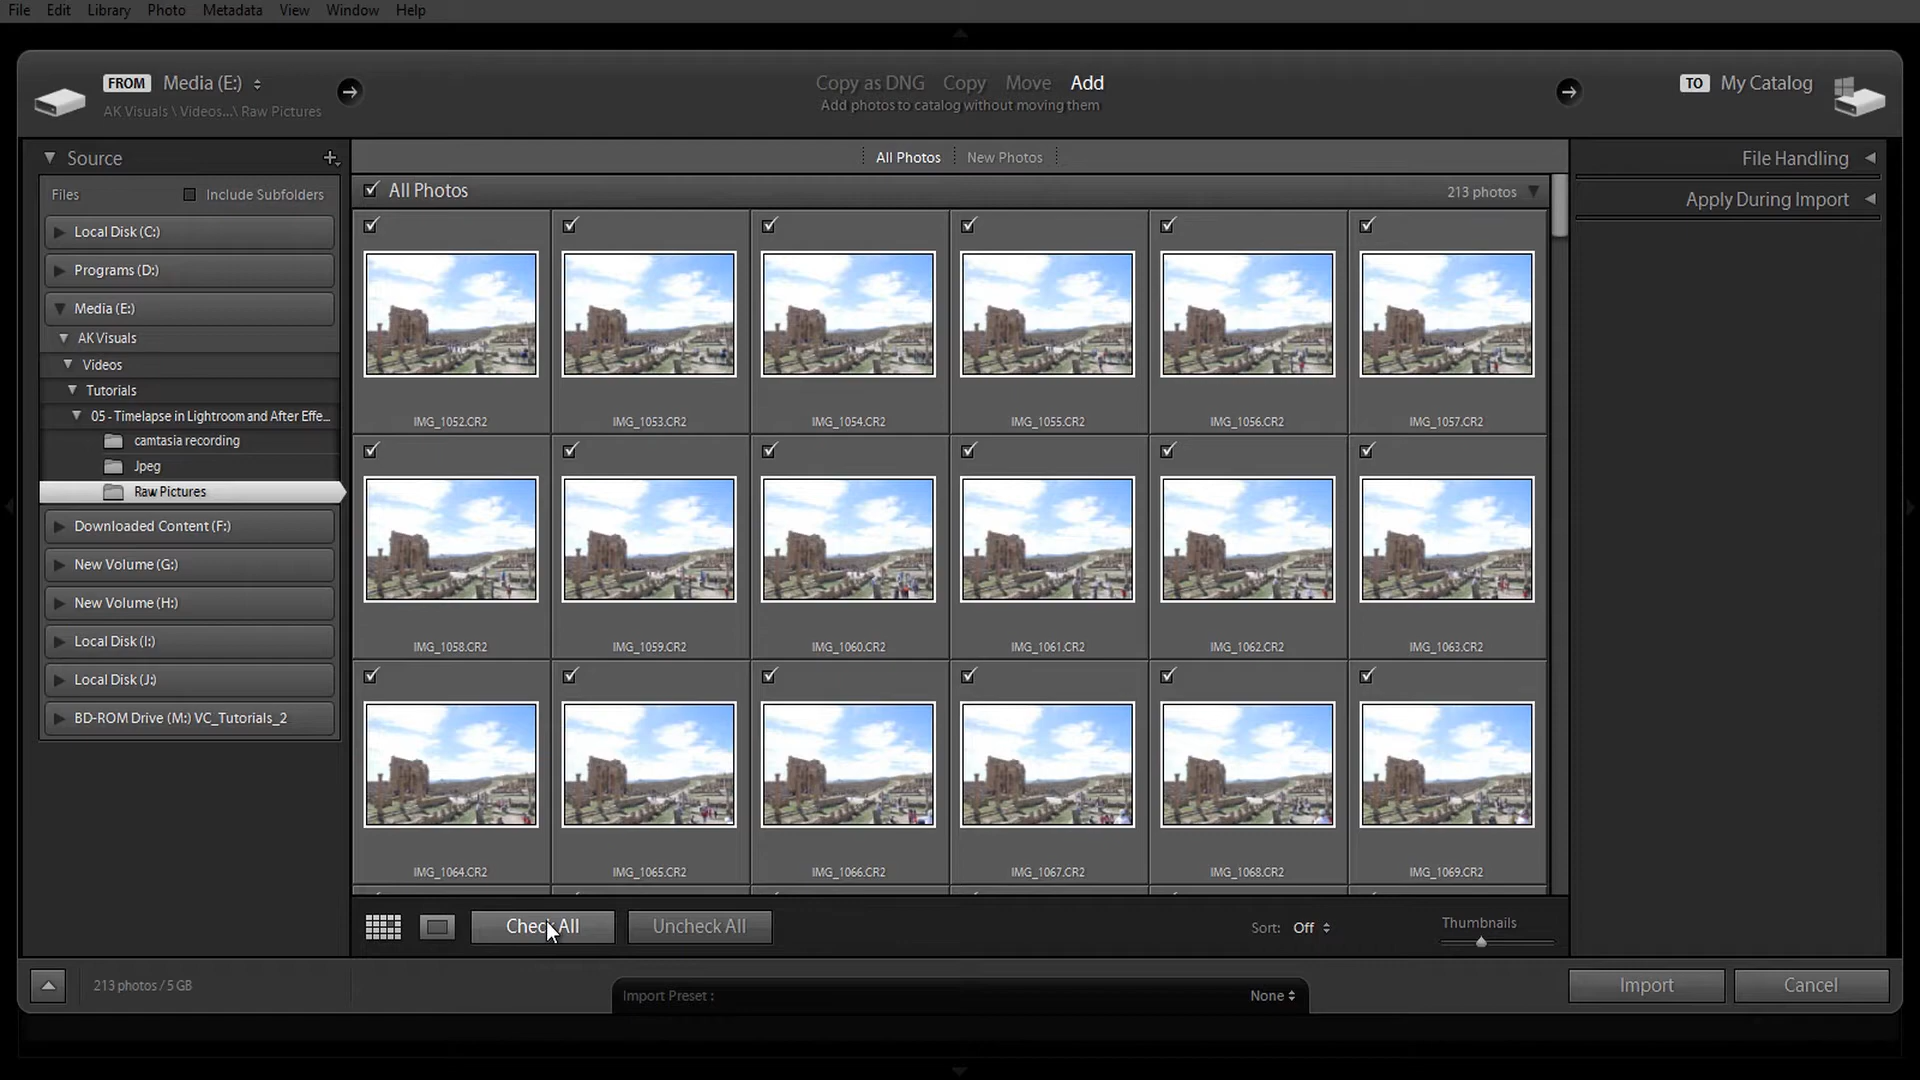 File Edit Library Photo Metadata View Window Help
FROM Media (E:)
AK Visuals \ Videos...\ Raw Pictures
Copy as DNG Copy Move Add
Add photos to catalog without moving them
TO My Catalog
Source
Files Include Subfolders
Local Disk (C:)
Programs (D:)
Media (E:)
AK Visuals
Videos
Tutorials
05 - Timelapse in Lightroom and After Effe...
camtasia recording
Jpeg
Raw Pictures
Downloaded Content (F:)
New Volume (G:)
New Volume (H:)
Local Disk (I:)
Local Disk (J:)
BD-ROM Drive (M:) VC_Tutorials_2
All Photos New Photos
All Photos 213 photos
IMG_1052.CR2 IMG_1053.CR2 IMG_1054.CR2 IMG_1055.CR2 IMG_1056.CR2 IMG_1057.CR2
IMG_1058.CR2 IMG_1059.CR2 IMG_1060.CR2 IMG_1061.CR2 IMG_1062.CR2 IMG_1063.CR2
IMG_1064.CR2 IMG_1065.CR2 IMG_1066.CR2 IMG_1067.CR2 IMG_1068.CR2 IMG_1069.CR2
Check All Uncheck All Sort: Off Thumbnails
File Handling
Apply During Import
213 photos / 5 GB
Import Preset : None
Import Cancel